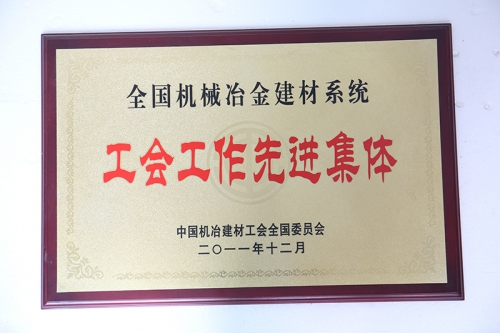 全国机械冶金建材系统
工会工作先进集体
中国机冶建材工会全国委员会
二〇一一年十二月